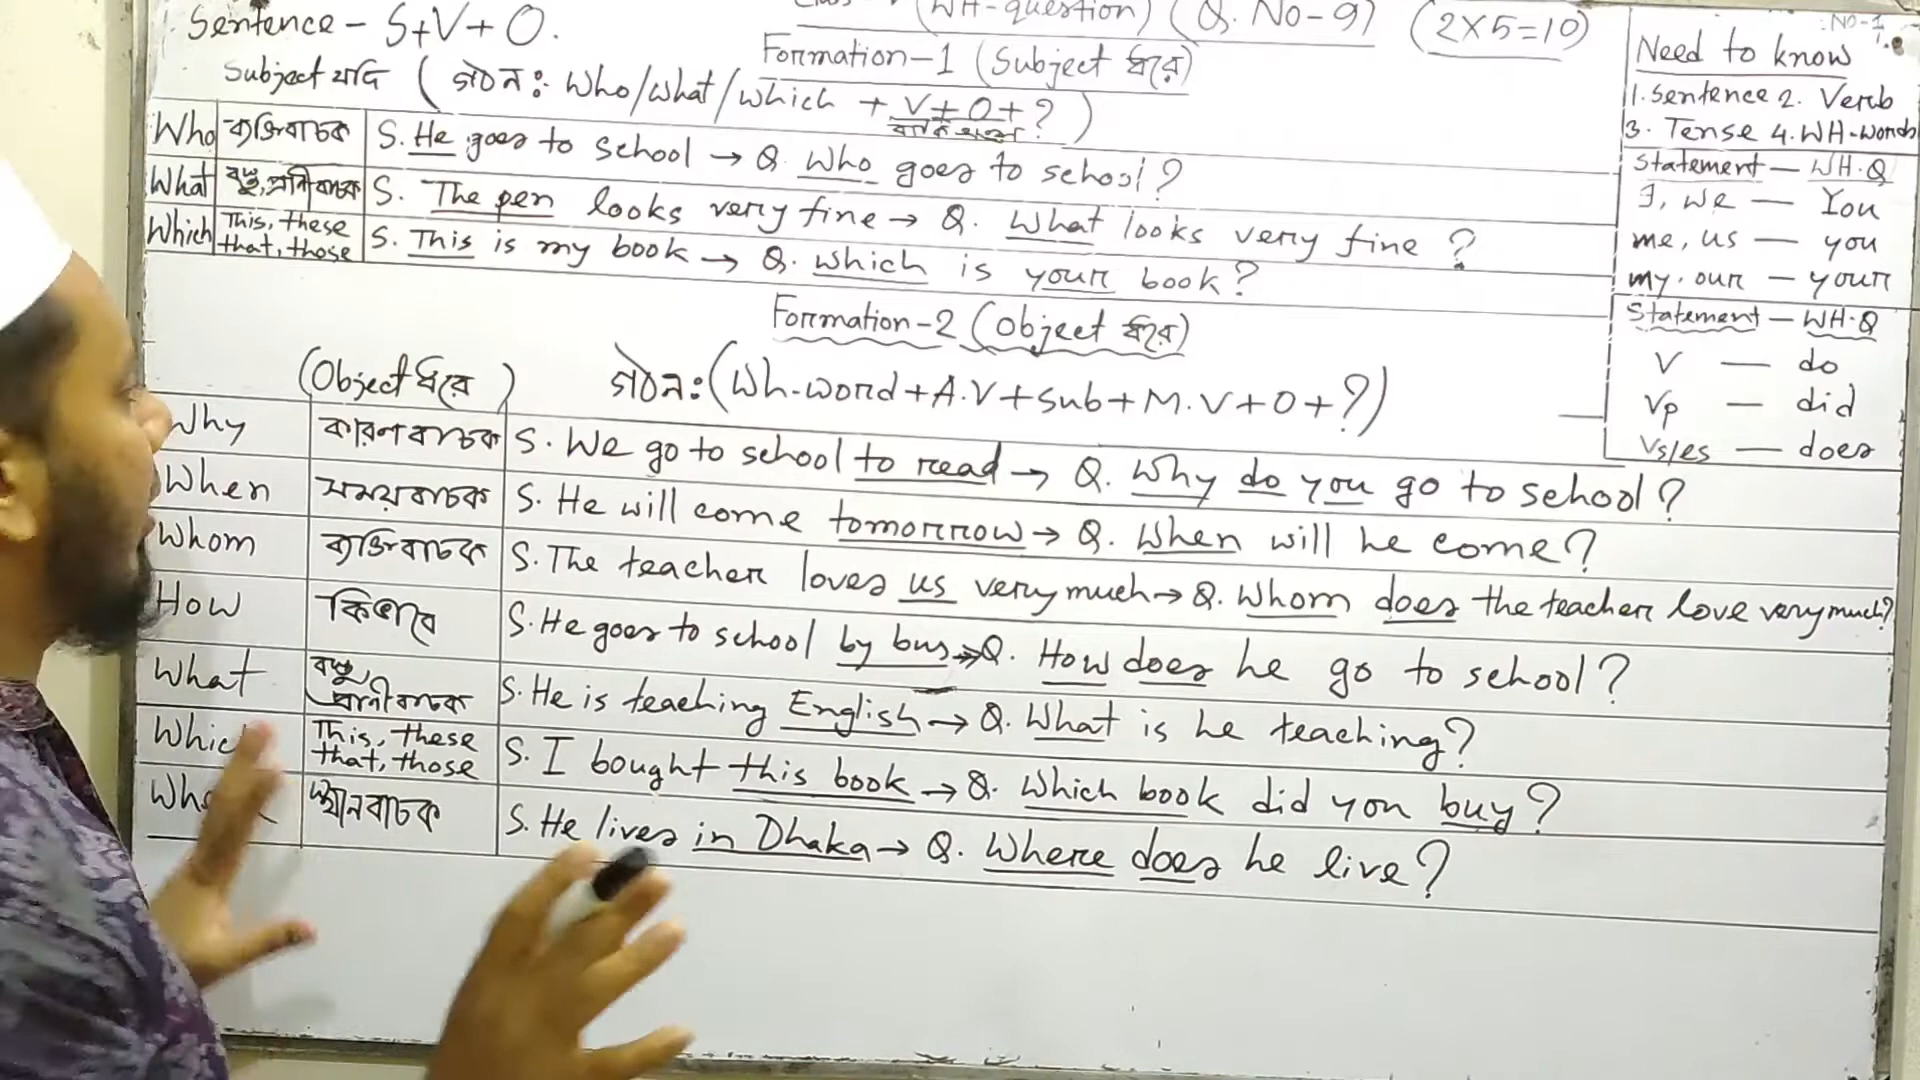 Sentence - S+V+O.
(WH-question) (Q. No-9) (2X5=10)
Formation-1 (Subject ধরে)
Subject যদি (গঠন: Who/What/which + V+O+?)
Who ব্যক্তিবাচক S. He goes to school → Q. Who goes to school?
What বস্তু, প্রাণীবাচক S. The pen looks very fine → Q. What looks very fine?
Which This, these that, those S. This is my book → Q. which is your book?
Formation-2 (Object ধরে)
(Object ধরে) গঠন: (Wh-word+A.V+Sub+M.V+O+?)
Why কারণবাচক S. We go to school to read → Q. Why do you go to school?
When সময়বাচক S. He will come tomorrow → Q. When will he come?
Whom ব্যক্তিবাচক S. The teacher loves us very much → Q. Whom does the teacher love very much?
How কিভাবে S. He goes to school by bus → Q. How does he go to school?
What বস্তু, প্রাণীবাচক S. He is teaching English → Q. What is he teaching?
This, these that, those S. I bought this book → Q. Which book did you buy?
স্থানবাচক S. He lives in Dhaka → Q. Where does he live?
NO-1
Need to know
1. Sentence 2. Verb
3. Tense 4. WH-words
Statement - WH.Q
I, we - You
me, us - you
my. our - your
Statement - WH.Q
V - do
Vp - did
Vs/es - does